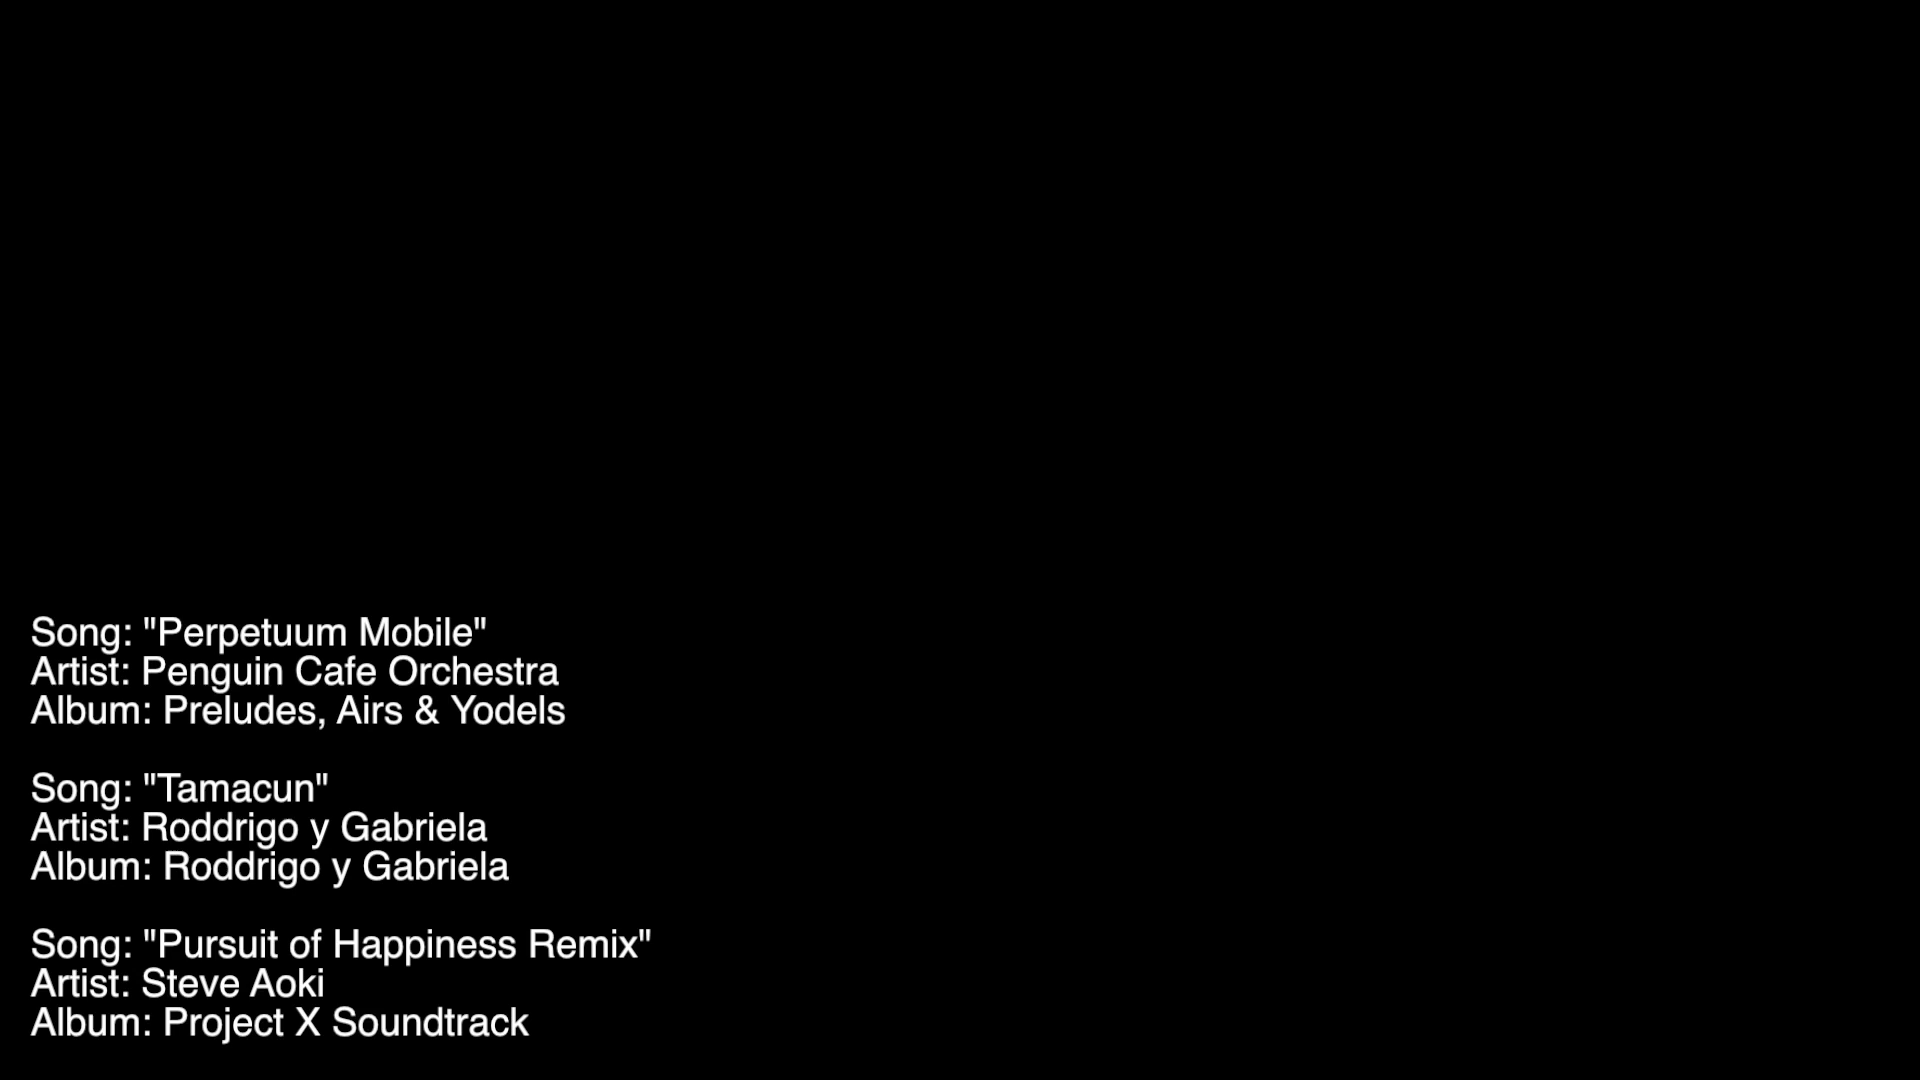 Song: "Perpetuum Mobile"
Artist: Penguin Cafe Orchestra
Album: Preludes, Airs & Yodels
Song: "Tamacun"
Artist: Roddrigo y Gabriela
Album: Roddrigo y Gabriela
Song: "Pursuit of Happiness Remix"
Artist: Steve Aoki
Album: Project X Soundtrack